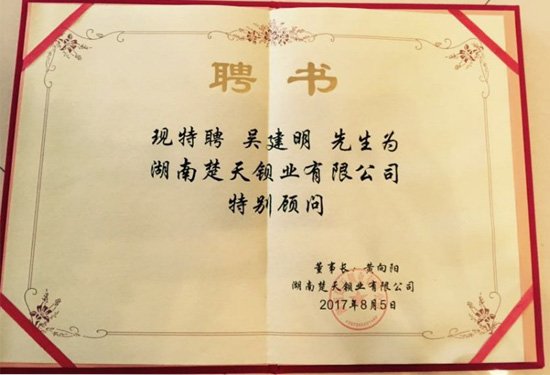 聘书
现特聘 吴建明 先生为
湖南楚天锁业有限公司
特别顾问
董事长：黄向阳
湖南楚天锁业有限公司
2017年8月5日